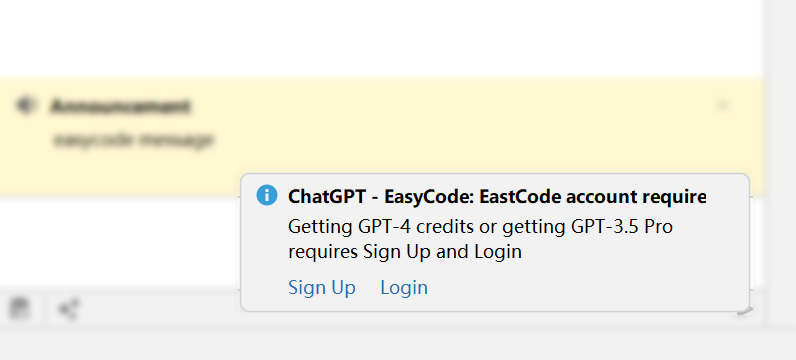 Announcement
easycode message
ChatGPT - EasyCode: EastCode account require
Getting GPT-4 credits or getting GPT-3.5 Pro
requires Sign Up and Login
Sign Up Login